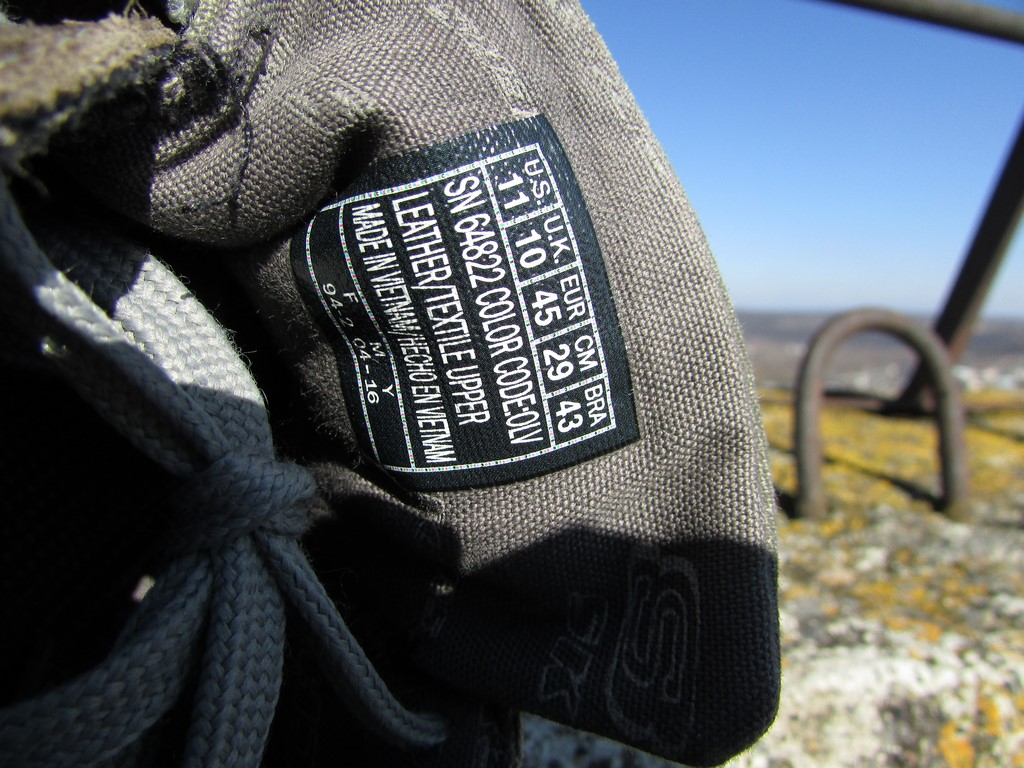 U.S. U.K. EUR CM BRA
11 10 45 29 43
SN 64822 COLOR CODE-OLV
LEATHER/TEXTILE UPPER
MADE IN VIETNAM/HECHO EN VIETNAM
F M Y
04-16